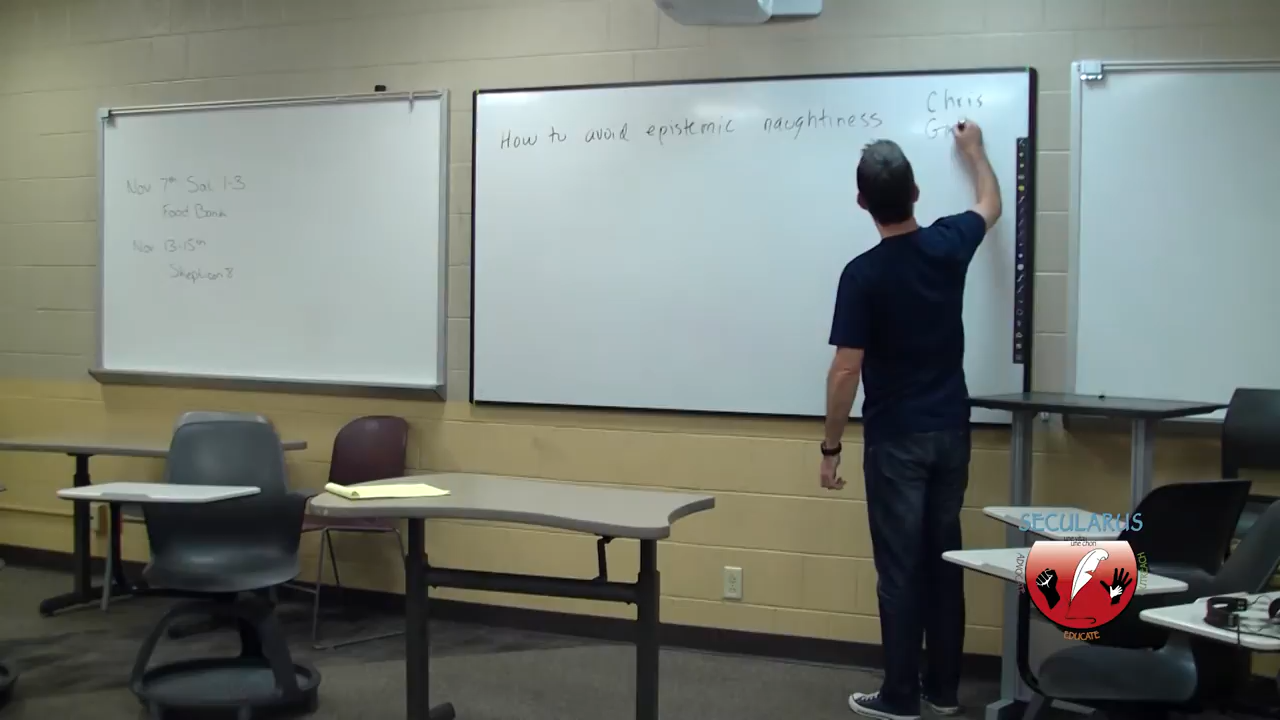 Nov 7th Sat 1-3
Food Bank
Nov 13-15th
Skepticon 8
How to avoid epistemic naughtiness
Chris
SECULARUS
EDUCATE